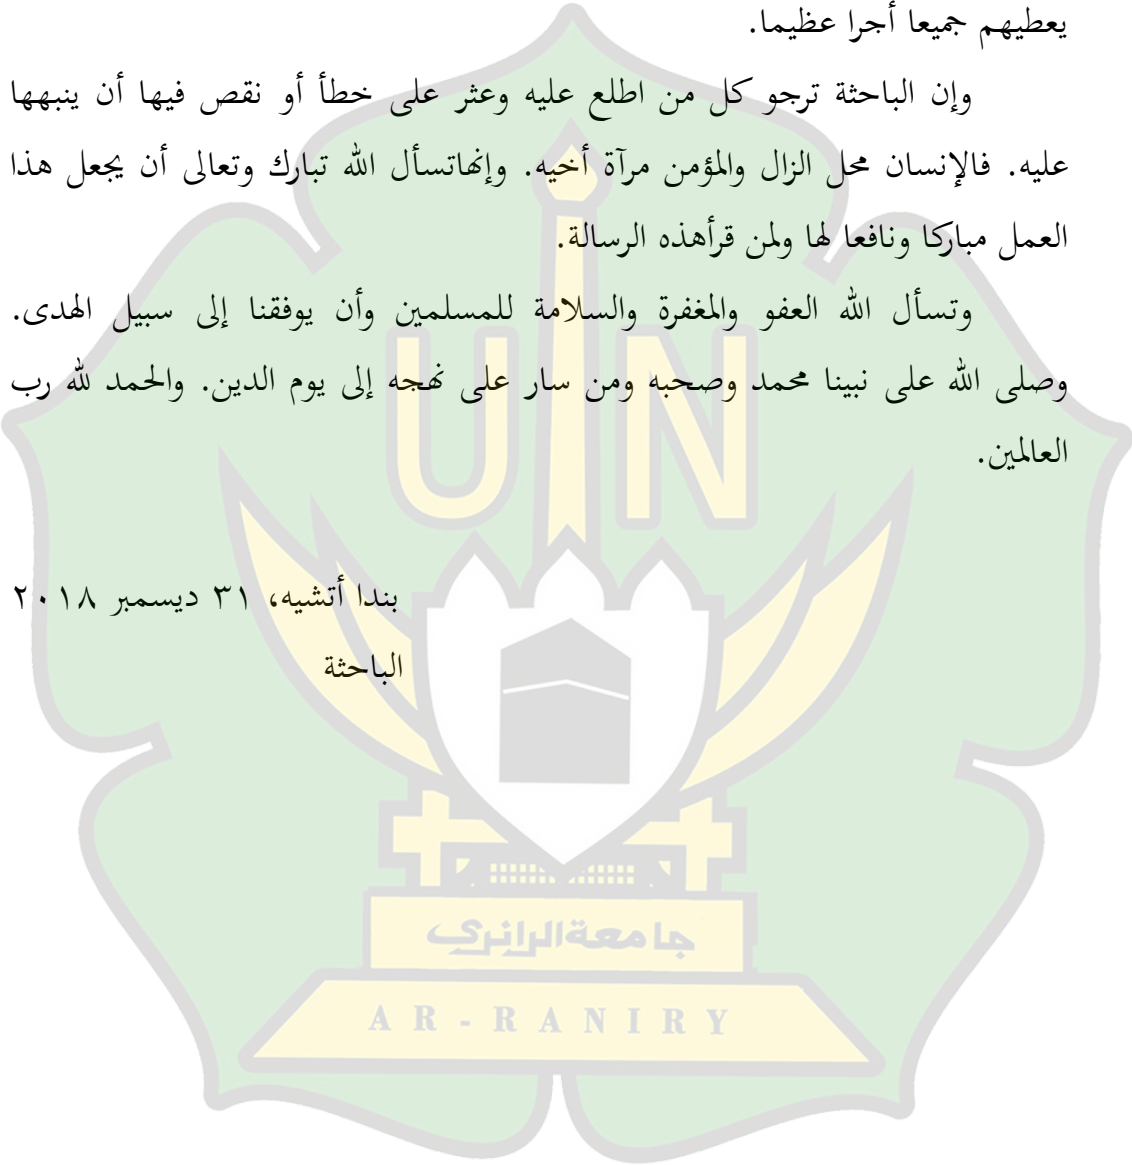 يعطيهم جميعا أجرا عظيما.
وإن الباحثة ترجو كل من اطلع عليه وعثر على خطأ أو نقص فيها أن ينبهها
عليه. فالإنسان محل الزال والمؤمن مرآة أخيه. وإنهاتسأل الله تبارك وتعالى أن يجعل هذا
العمل مباركا ونافعا لها ولمن قرأهذه الرسالة.
وتسأل الله العفو والمغفرة والسلامة للمسلمين وأن يوفقنا إلى سبيل الهدى.
وصلى الله على نبينا محمد وصحبه ومن سار على نهجه إلى يوم الدين. والحمد لله رب
العالمين.
UIN
بندا أتشيه، ٣١ ديسمبر ٢٠١٨
الباحثة
جامعةالرانري
AR-RANIRY